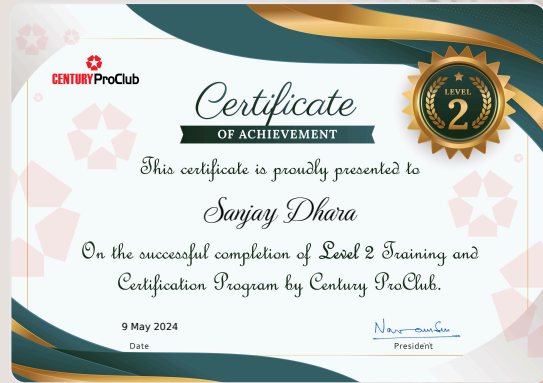 CENTURY ProClub
Certificate
OF ACHIEVEMENT
LEVEL
2
This certificate is proudly presented to
Sanjay Dhara
On the successful completion of Level 2 Training and
Certification Program by Century ProClub.
9 May 2024
Date
President